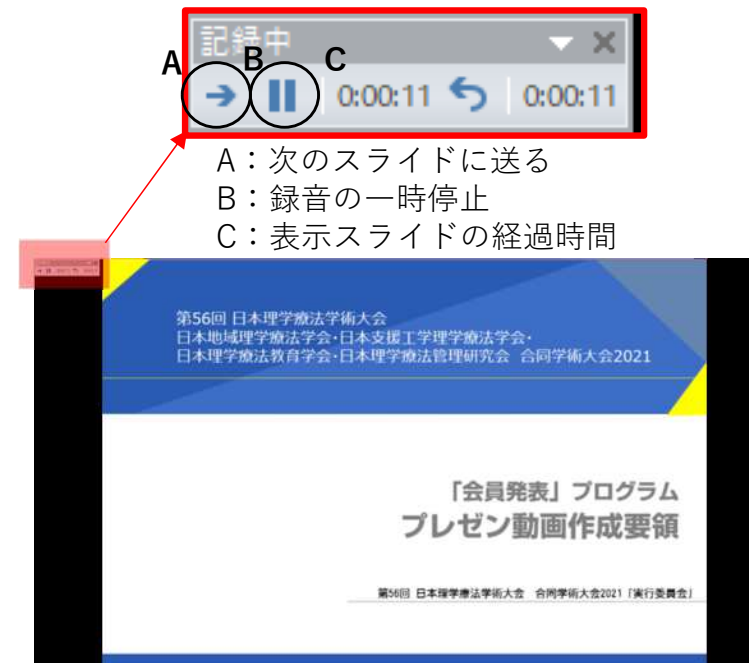 記録中
A B C
0:00:11 0:00:11
A：次のスライドに送る
B：録音の一時停止
C：表示スライドの経過時間
第56回 日本理学療法学術大会
日本地域理学療法学会・日本支援工学理学療法学会・
日本理学療法教育学会・日本理学療法管理研究会 合同学術大会2021
「会員発表」プログラム
プレゼン動画作成要領
第56回 日本理学療法学術大会 合同学術大会2021「実行委員会」